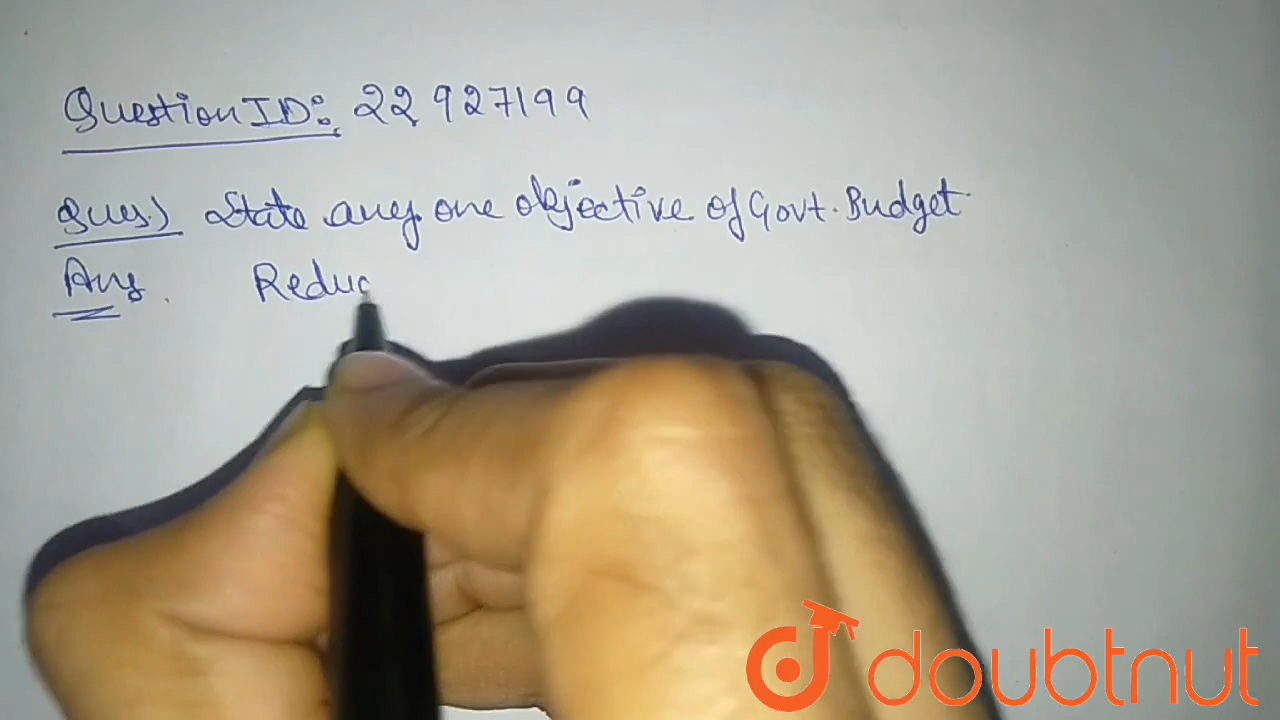 Question ID:, 22927199
Ques) State any one objective of Govt. Budget
Ans. Reduc
doubtnut